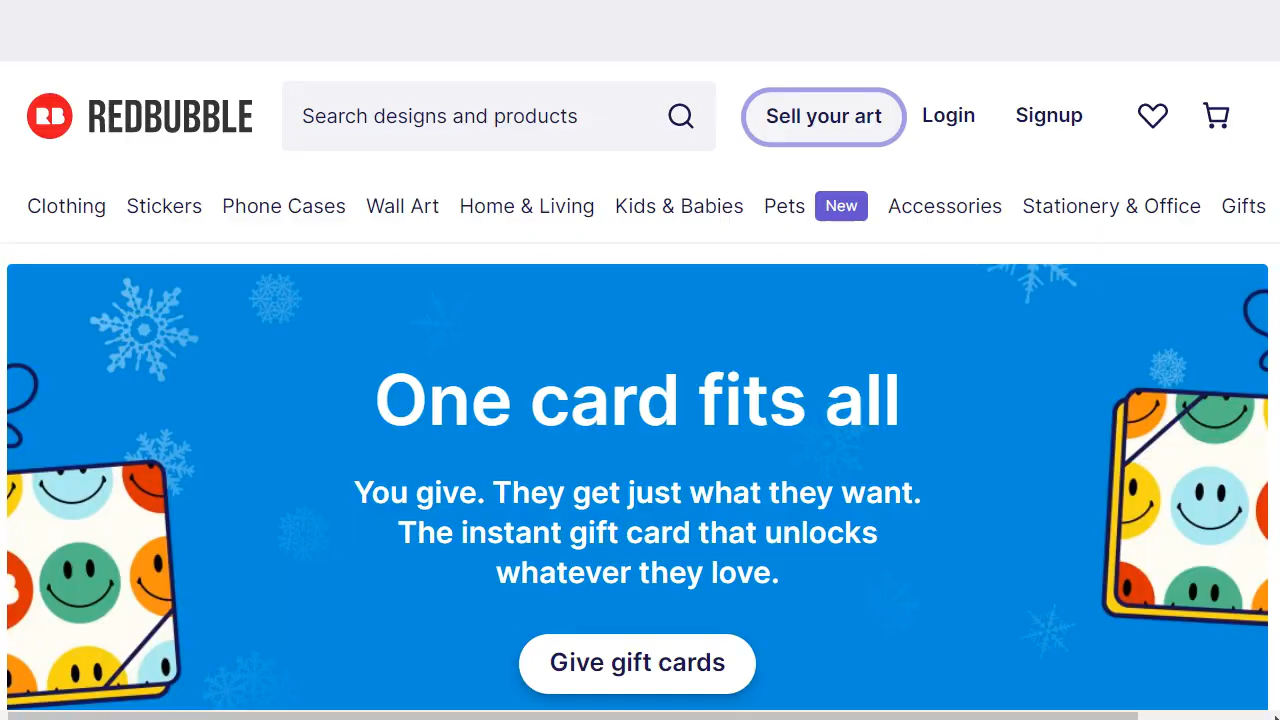 RB REDBUBBLE
Search designs and products
Sell your art
Login
Signup
Clothing Stickers Phone Cases Wall Art Home & Living Kids & Babies Pets New Accessories Stationery & Office Gifts
One card fits all
You give. They get just what they want.
The instant gift card that unlocks
whatever they love.
Give gift cards